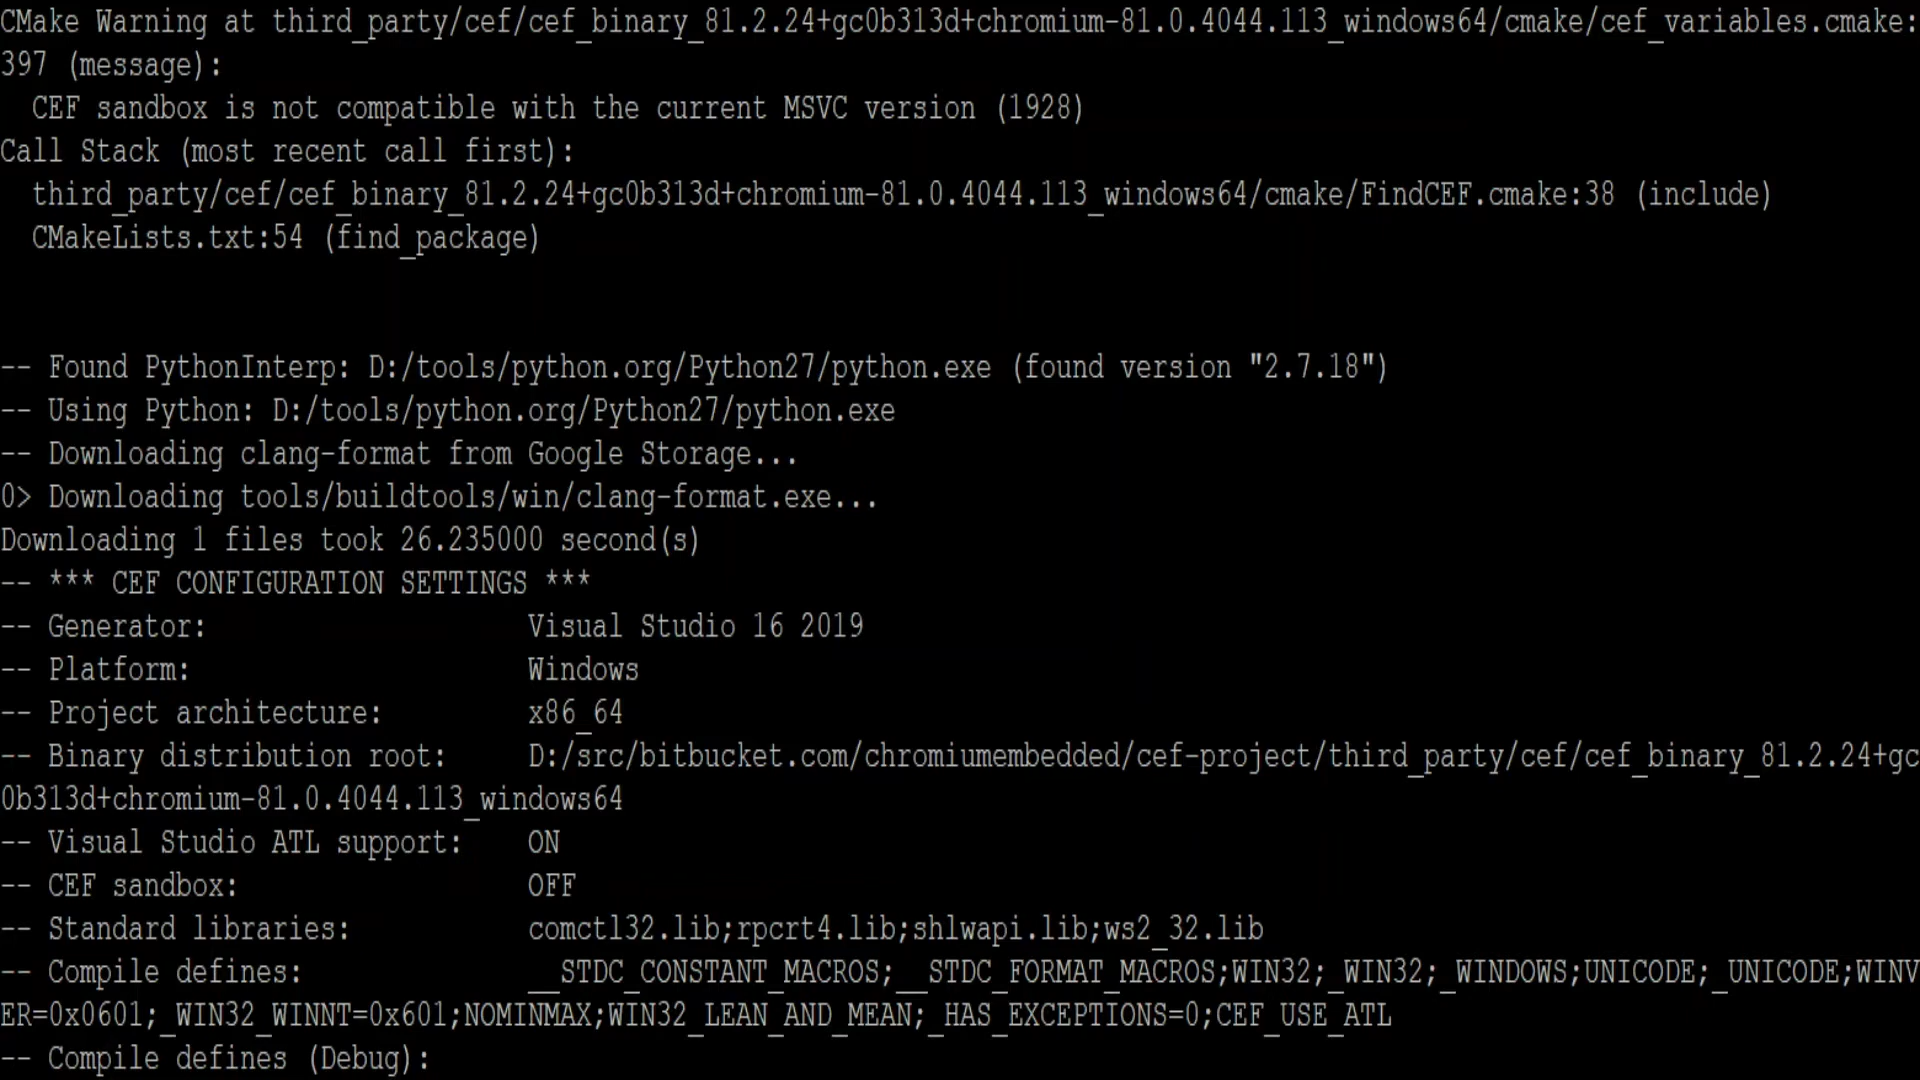 CMake Warning at third_party/cef/cef_binary_81.2.24+gc0b313d+chromium-81.0.4044.113_windows64/cmake/cef_variables.cmake:
397 (message):
  CEF sandbox is not compatible with the current MSVC version (1928)
Call Stack (most recent call first):
  third_party/cef/cef_binary_81.2.24+gc0b313d+chromium-81.0.4044.113_windows64/cmake/FindCEF.cmake:38 (include)
  CMakeLists.txt:54 (find_package)
-- Found PythonInterp: D:/tools/python.org/Python27/python.exe (found version "2.7.18")
-- Using Python: D:/tools/python.org/Python27/python.exe
-- Downloading clang-format from Google Storage...
0> Downloading tools/buildtools/win/clang-format.exe...
Downloading 1 files took 26.235000 second(s)
-- *** CEF CONFIGURATION SETTINGS ***
-- Generator:                    Visual Studio 16 2019
-- Platform:                     Windows
-- Project architecture:         x86_64
-- Binary distribution root:     D:/src/bitbucket.com/chromiumembedded/cef-project/third_party/cef/cef_binary_81.2.24+gc
0b313d+chromium-81.0.4044.113_windows64
-- Visual Studio ATL support:    ON
-- CEF sandbox:                  OFF
-- Standard libraries:           comctl32.lib;rpcrt4.lib;shlwapi.lib;ws2_32.lib
-- Compile defines:              __STDC_CONSTANT_MACROS;__STDC_FORMAT_MACROS;WIN32;_WIN32;_WINDOWS;UNICODE;_UNICODE;WINV
ER=0x0601;_WIN32_WINNT=0x601;NOMINMAX;WIN32_LEAN_AND_MEAN;_HAS_EXCEPTIONS=0;CEF_USE_ATL
-- Compile defines (Debug):